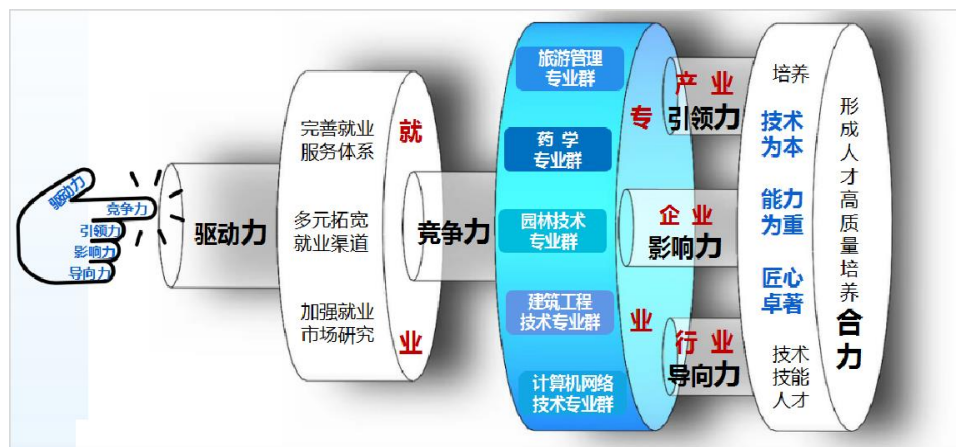 驱动力
竞争力
引领力
影响力
导向力
驱动力
完善就业
服务体系
多元拓宽
就业渠道
加强就业
市场研究
就
业
竞争力
旅游管理
专业群
药 学
专业群
园林技术
专业群
建筑工程
技术专业群
计算机网络
技术专业群
专
业
产 业
引领力
企 业
影响力
行 业
导向力
培养
技术
为本
能力
为重
匠心
卓著
技术
技能
人才
形成人才高质量培养合力